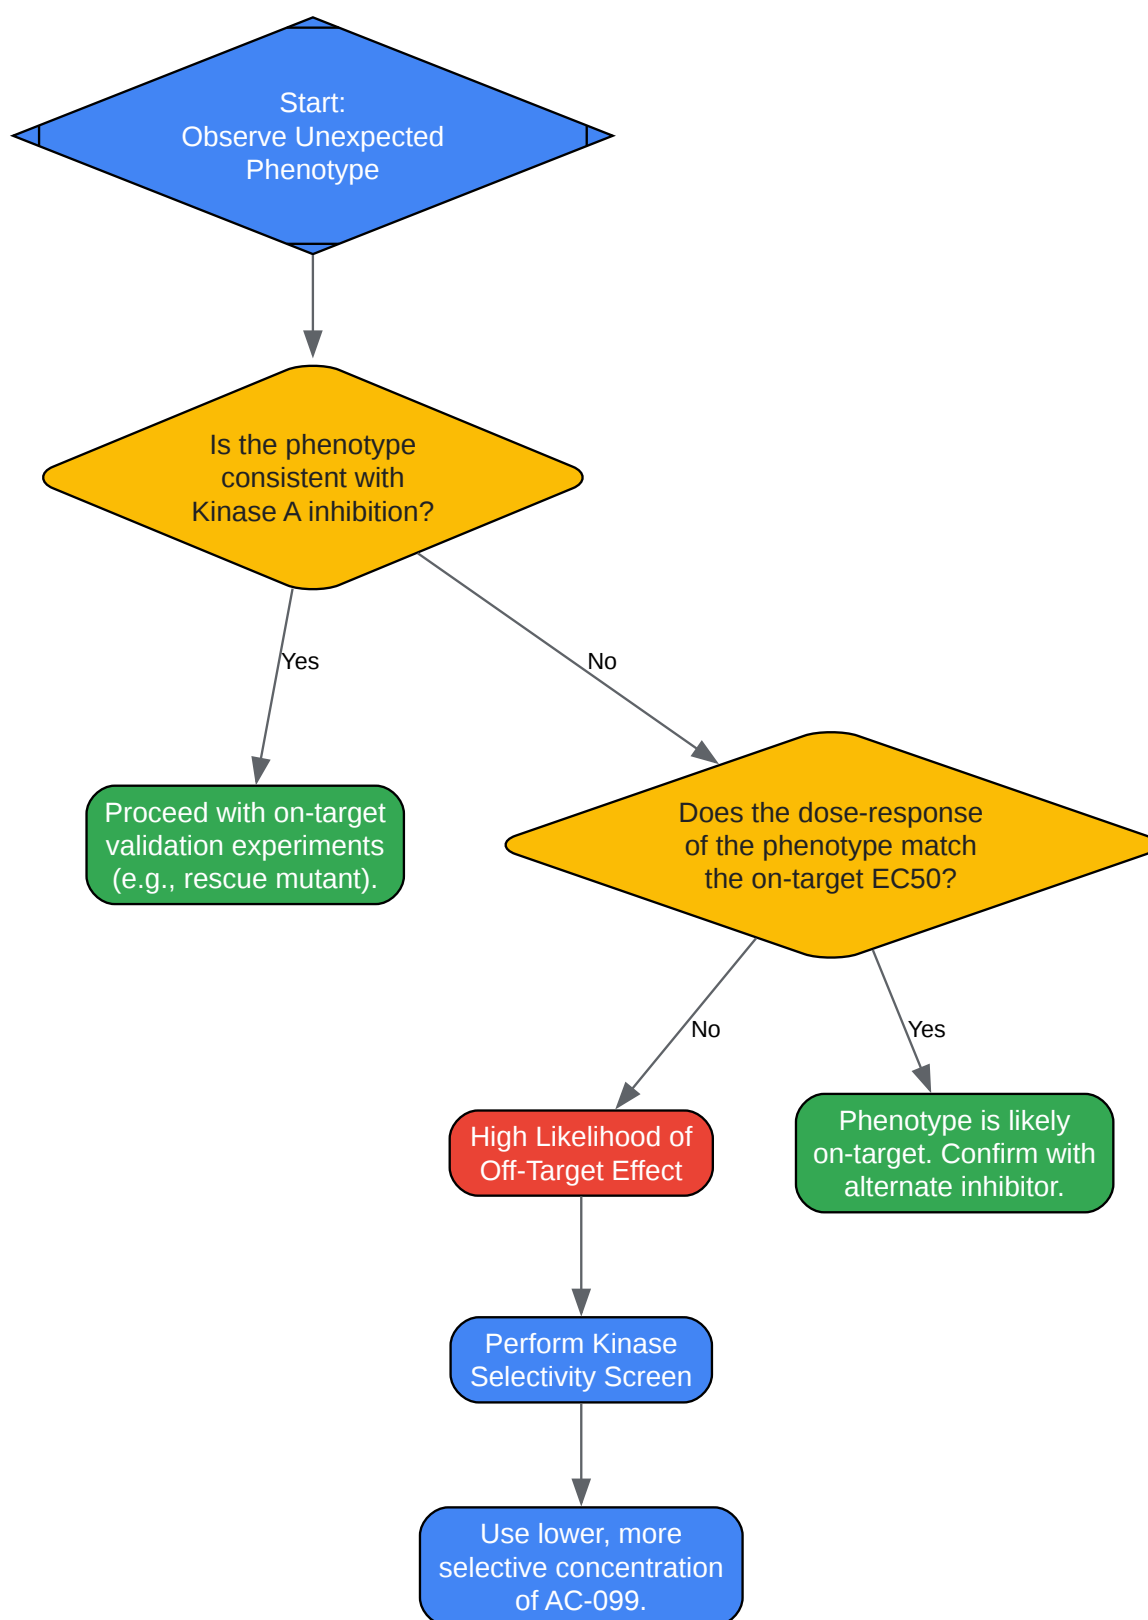 Start:
Observe Unexpected
Phenotype
Is the phenotype
consistent with
Kinase A inhibition?
Yes
No
Proceed with on-target
validation experiments
(e.g., rescue mutant).
Does the dose-response
of the phenotype match
the on-target EC50?
No
Yes
High Likelihood of
Off-Target Effect
Phenotype is likely
on-target. Confirm with
alternate inhibitor.
Perform Kinase
Selectivity Screen
Use lower, more
selective concentration
of AC-099.